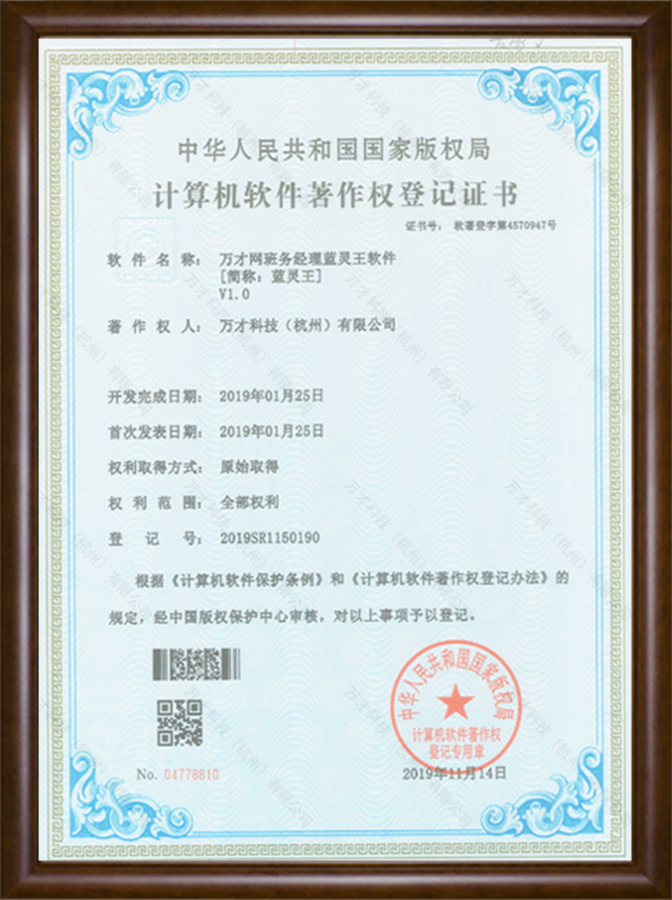 中华人民共和国国家版权局
计算机软件著作权登记证书
证书号： 软著登字第4570947号
软件名称： 万才网班务经理蓝灵王软件
[简称：蓝灵王]
V1.0
著作权人： 万才科技（杭州）有限公司
开发完成日期： 2019年01月25日
首次发表日期： 2019年01月25日
权利取得方式： 原始取得
权利范围： 全部权利
登记号： 2019SR1150190
根据《计算机软件保护条例》和《计算机软件著作权登记办法》的
规定，经中国版权保护中心审核，对以上事项予以登记。
中华人民共和国国家版权局
计算机软件著作权
登记专用章
No. 04778810
2019年11月14日
万才科技（杭州）有限公司